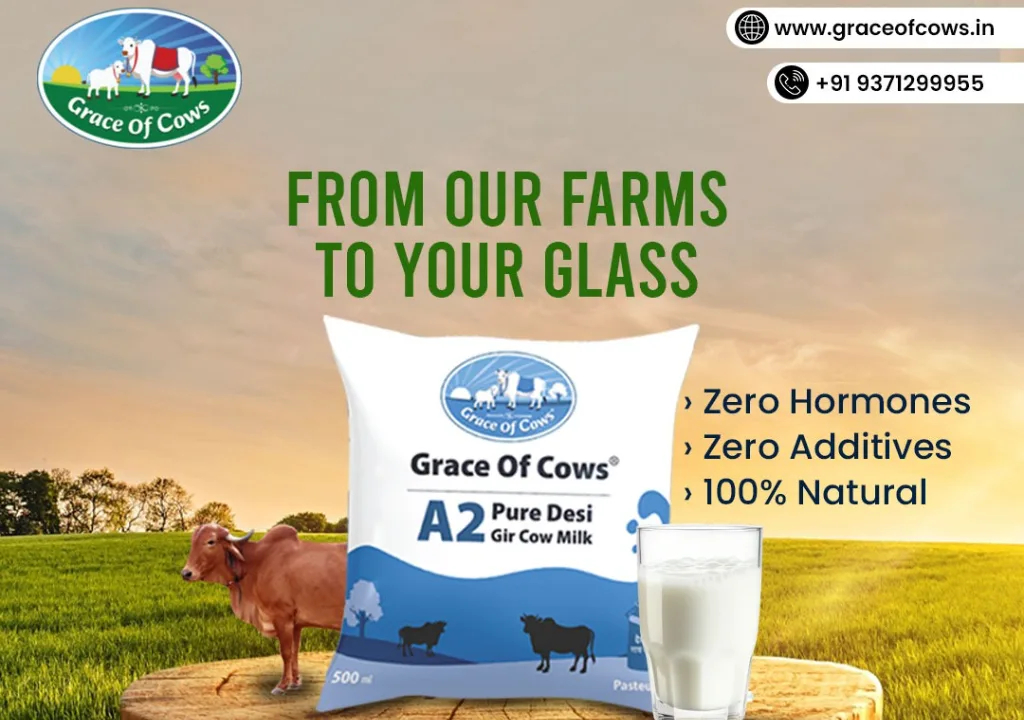 www.graceofcows.in
+91 9371299955
Grace Of Cows
FROM OUR FARMS
TO YOUR GLASS
Grace Of Cows
Grace Of Cows®
A2 Pure Desi
Gir Cow Milk
› Zero Hormones
› Zero Additives
› 100% Natural
500 ml